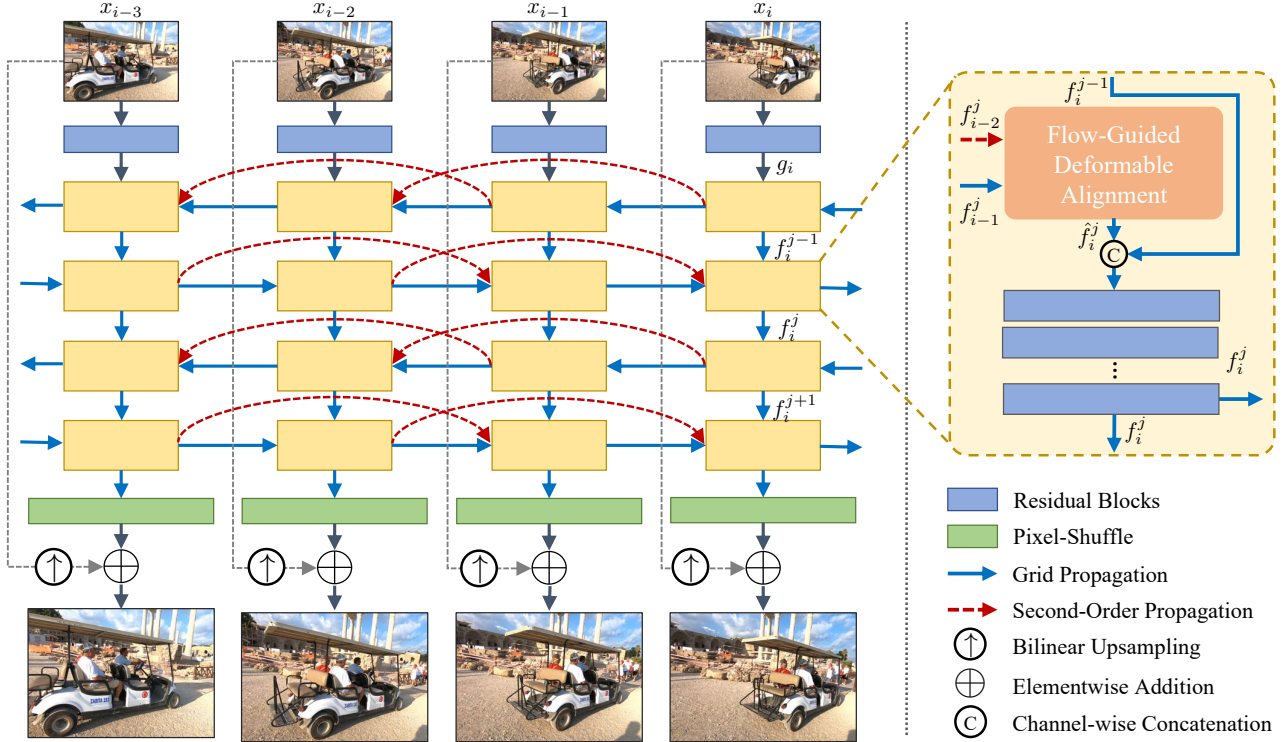 x_{i-3}
x_{i-2}
x_{i-1}
x_i
g_i
f_i^{j-1}
f_i^j
f_i^{j+1}
f_i^{j-1}
f_{i-2}^j
Flow-Guided
Deformable
Alignment
f_{i-1}^j
\hat{f}_i^j
C
f_i^j
f_i^j
Residual Blocks
Pixel-Shuffle
Grid Propagation
Second-Order Propagation
Bilinear Upsampling
Elementwise Addition
C
Channel-wise Concatenation